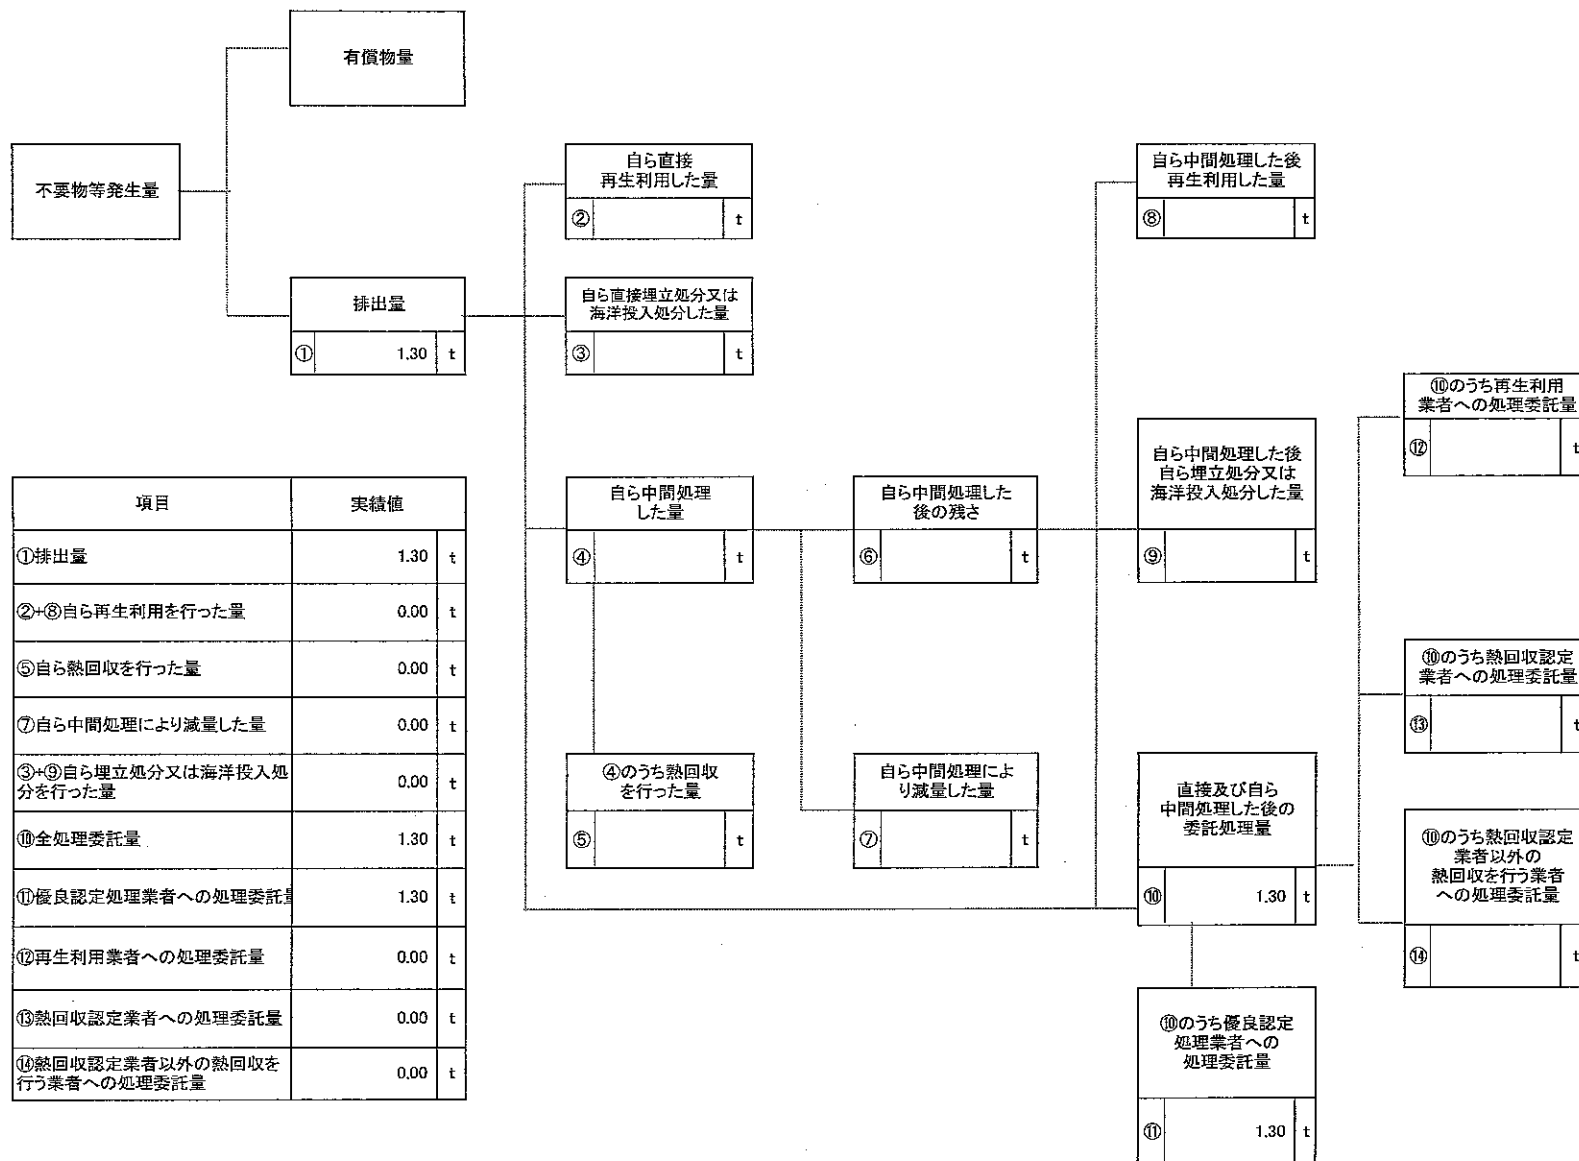 有償物量
不要物等発生量
排出量
① 1.30 t
自ら直接
再生利用した量
② t
自ら直接埋立処分又は
海洋投入処分した量
③ t
自ら中間処理
した量
④ t
④のうち熱回収
を行った量
⑤ t
自ら中間処理した
後の残さ
⑥ t
自ら中間処理によ
り減量した量
⑦ t
自ら中間処理した後
再生利用した量
⑧ t
自ら中間処理した後
自ら埋立処分又は
海洋投入処分した量
⑨ t
直接及び自ら
中間処理した後の
委託処理量
⑩ 1.30 t
⑩のうち優良認定
処理業者への
処理委託量
⑪ 1.30 t
⑩のうち再生利用
業者への処理委託量
⑫ t
⑩のうち熱回収認定
業者への処理委託量
⑬ t
⑩のうち熱回収認定
業者以外の
熱回収を行う業者
への処理委託量
⑭ t
項目 実績値
①排出量 1.30 t
②+⑧自ら再生利用を行った量 0.00 t
⑤自ら熱回収を行った量 0.00 t
⑦自ら中間処理により減量した量 0.00 t
③+⑨自ら埋立処分又は海洋投入処
分を行った量 0.00 t
⑩全処理委託量 1.30 t
⑪優良認定処理業者への処理委託量 1.30 t
⑫再生利用業者への処理委託量 0.00 t
⑬熱回収認定業者への処理委託量 0.00 t
⑭熱回収認定業者以外の熱回収を
行う業者への処理委託量 0.00 t